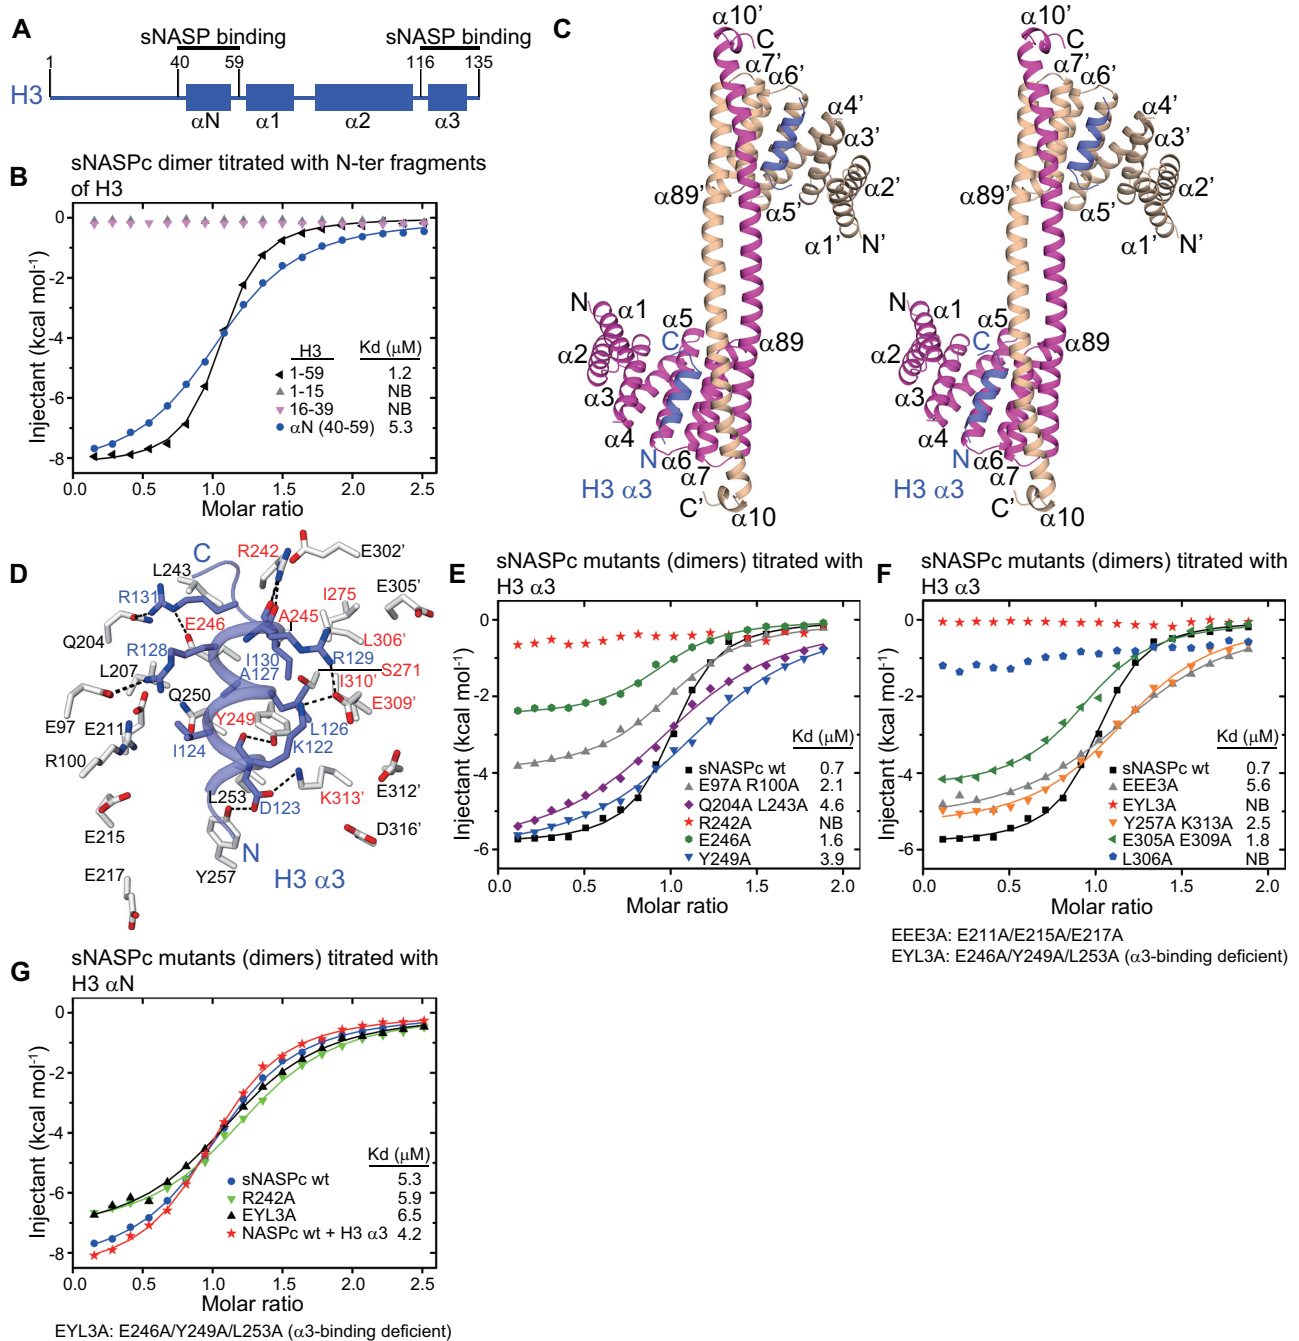 A
sNASP binding
sNASP binding
1
40
59
116
135
H3
αN
α1
α2
α3
B
sNASPc dimer titrated with N-ter fragments
of H3
Injectant (kcal mol-1)
0
-2
-4
-6
-8
0.0
0.5
1.0
1.5
2.0
2.5
Molar ratio
H3 Kd (μM)
1-59 1.2
1-15 NB
16-39 NB
αN (40-59) 5.3
C
α10’
C
α7’
α6’
α4’
α3’
α2’
α89’
α5’
α1’
N’
N
α1
α5
C
α2
α89
α3
α4
N
α6
α7
H3 α3
C’
α10
α10’
C
α7’
α6’
α4’
α3’
α2’
α89’
α5’
α1’
N’
N
α1
α5
C
α2
α89
α3
α4
N
α6
α7
H3 α3
C’
α10
D
C
R242
E302’
L243
R131
E305’
I275
A245
E246
L306’
Q204
R128
I130
R129
S271
A127
L207
I310’
Q250
E309’
E97
E211
Y249
L126
K122
I124
R100
E312’
L253
K313’
D123
E215
D316’
N
Y257
E217
H3 α3
E
sNASPc mutants (dimers) titrated with
H3 α3
Injectant (kcal mol-1)
0
-2
-4
-6
0.0
0.5
1.0
1.5
2.0
Molar ratio
Kd (μM)
sNASPc wt 0.7
E97A R100A 2.1
Q204A L243A 4.6
R242A NB
E246A 1.6
Y249A 3.9
F
sNASPc mutants (dimers) titrated with
H3 α3
Injectant (kcal mol-1)
0
-2
-4
-6
0.0
0.5
1.0
1.5
2.0
Molar ratio
Kd (μM)
sNASPc wt 0.7
EEE3A 5.6
EYL3A NB
Y257A K313A 2.5
E305A E309A 1.8
L306A NB
EEE3A: E211A/E215A/E217A
EYL3A: E246A/Y249A/L253A (α3-binding deficient)
G
sNASPc mutants (dimers) titrated with
H3 αN
Injectant (kcal mol-1)
0
-2
-4
-6
-8
0.0
0.5
1.0
1.5
2.0
2.5
Molar ratio
Kd (μM)
sNASPc wt 5.3
R242A 5.9
EYL3A 6.5
NASPc wt + H3 α3 4.2
EYL3A: E246A/Y249A/L253A (α3-binding deficient)